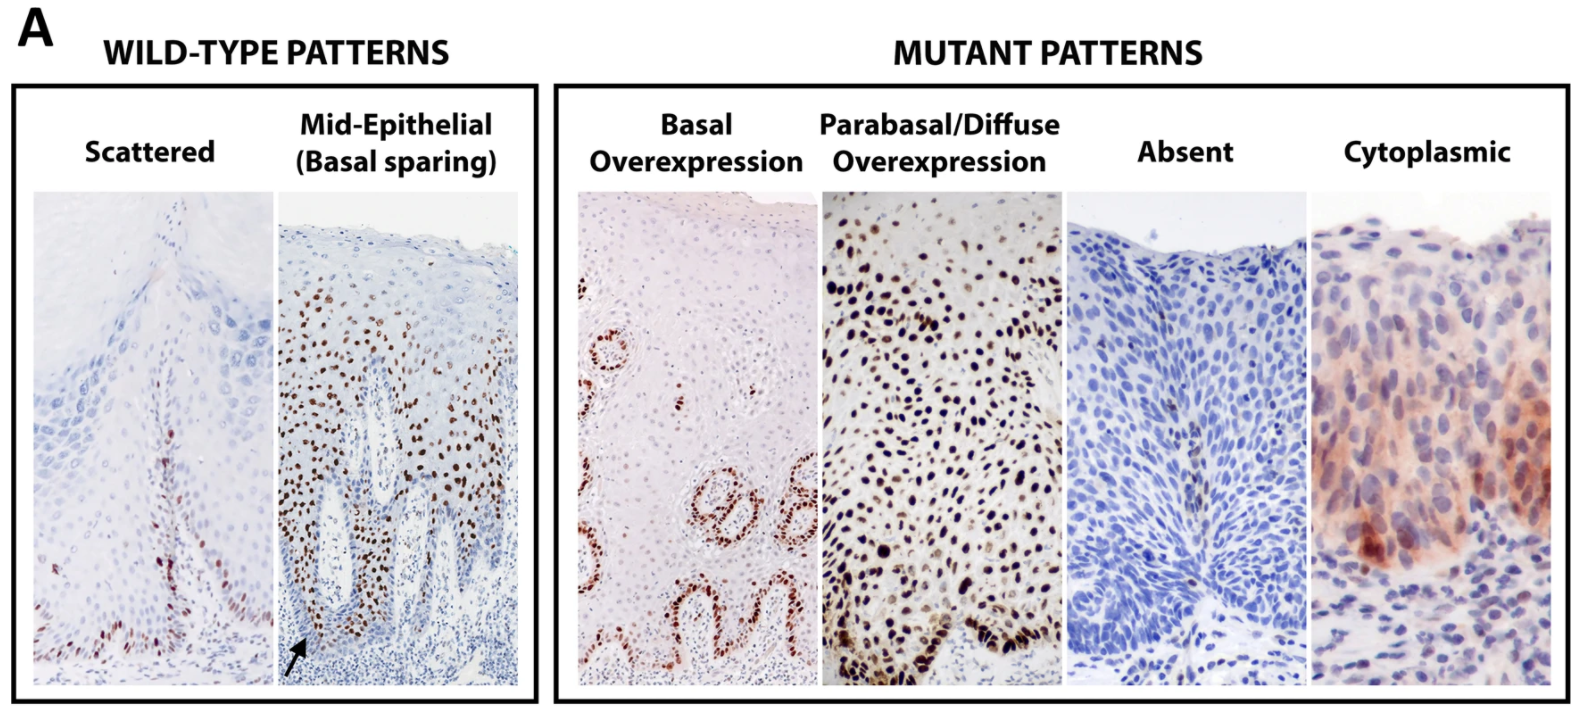 A
WILD-TYPE PATTERNS
MUTANT PATTERNS
Scattered
Mid-Epithelial
(Basal sparing)
Basal
Overexpression
Parabasal/Diffuse
Overexpression
Absent
Cytoplasmic